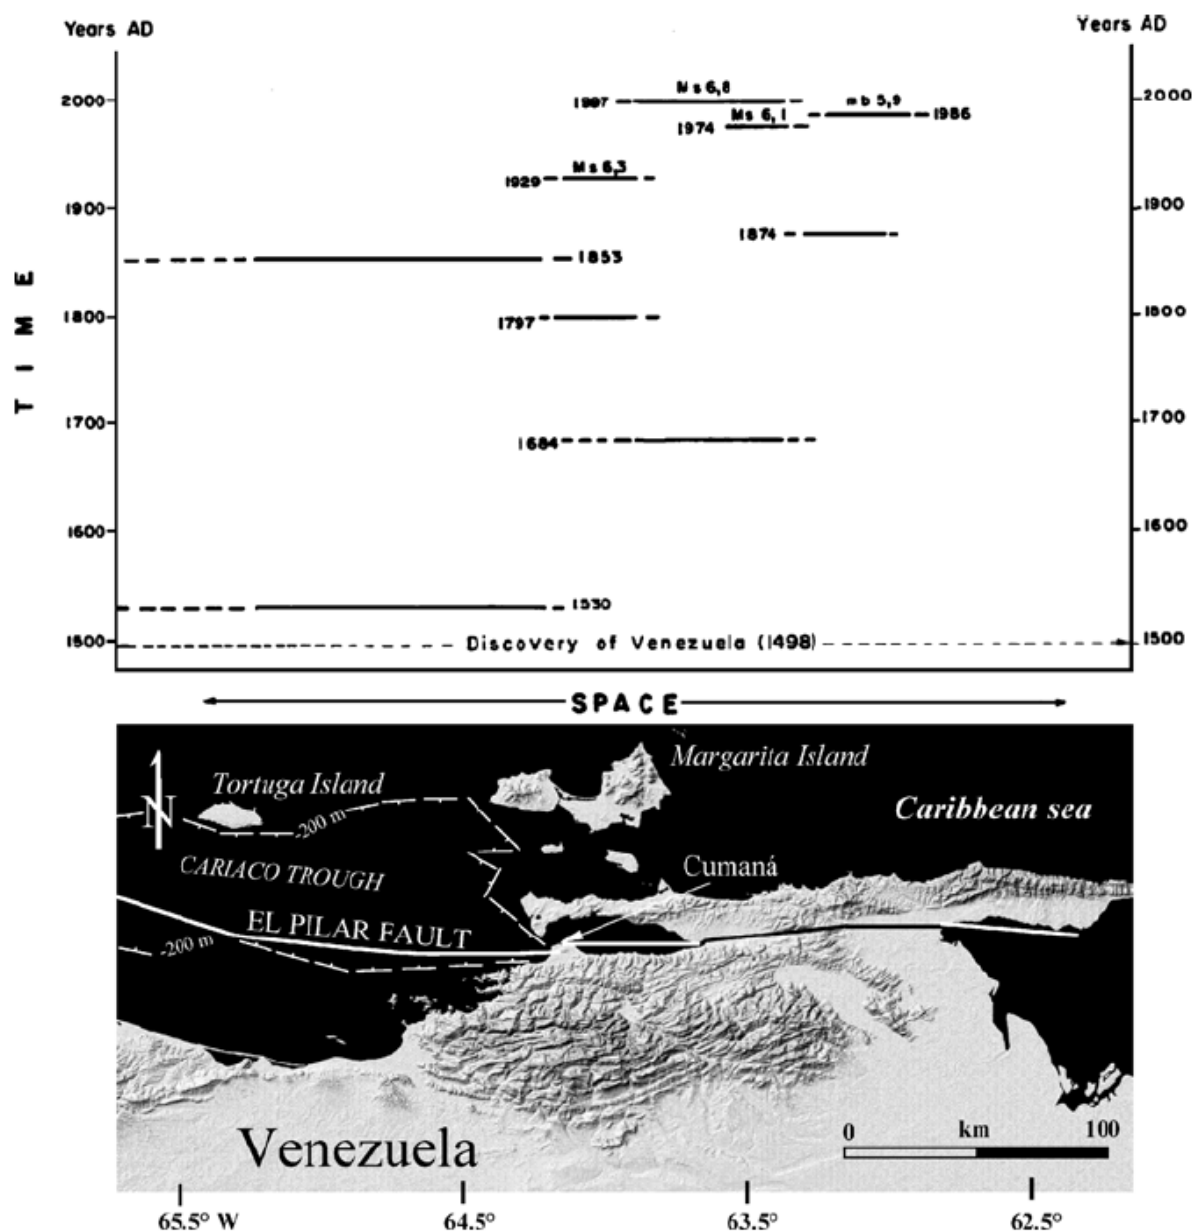 Years AD
Years AD
2000
2000
Ms 6,8
1997
mb 5,9
1986
Ms 6,1
1974
Ms 6,3
1929
1900
1900
1874
1853
1800
1800
1797
1700
1700
1684
1600
1600
1530
1500
1500
Discovery of Venezuela (1498)
TIME
SPACE
N
Tortuga Island
Margarita Island
Caribbean sea
-200 m
CARIACO TROUGH
Cumaná
EL PILAR FAULT
-200 m
Venezuela
0 km 100
65.5° W 64.5° 63.5° 62.5°